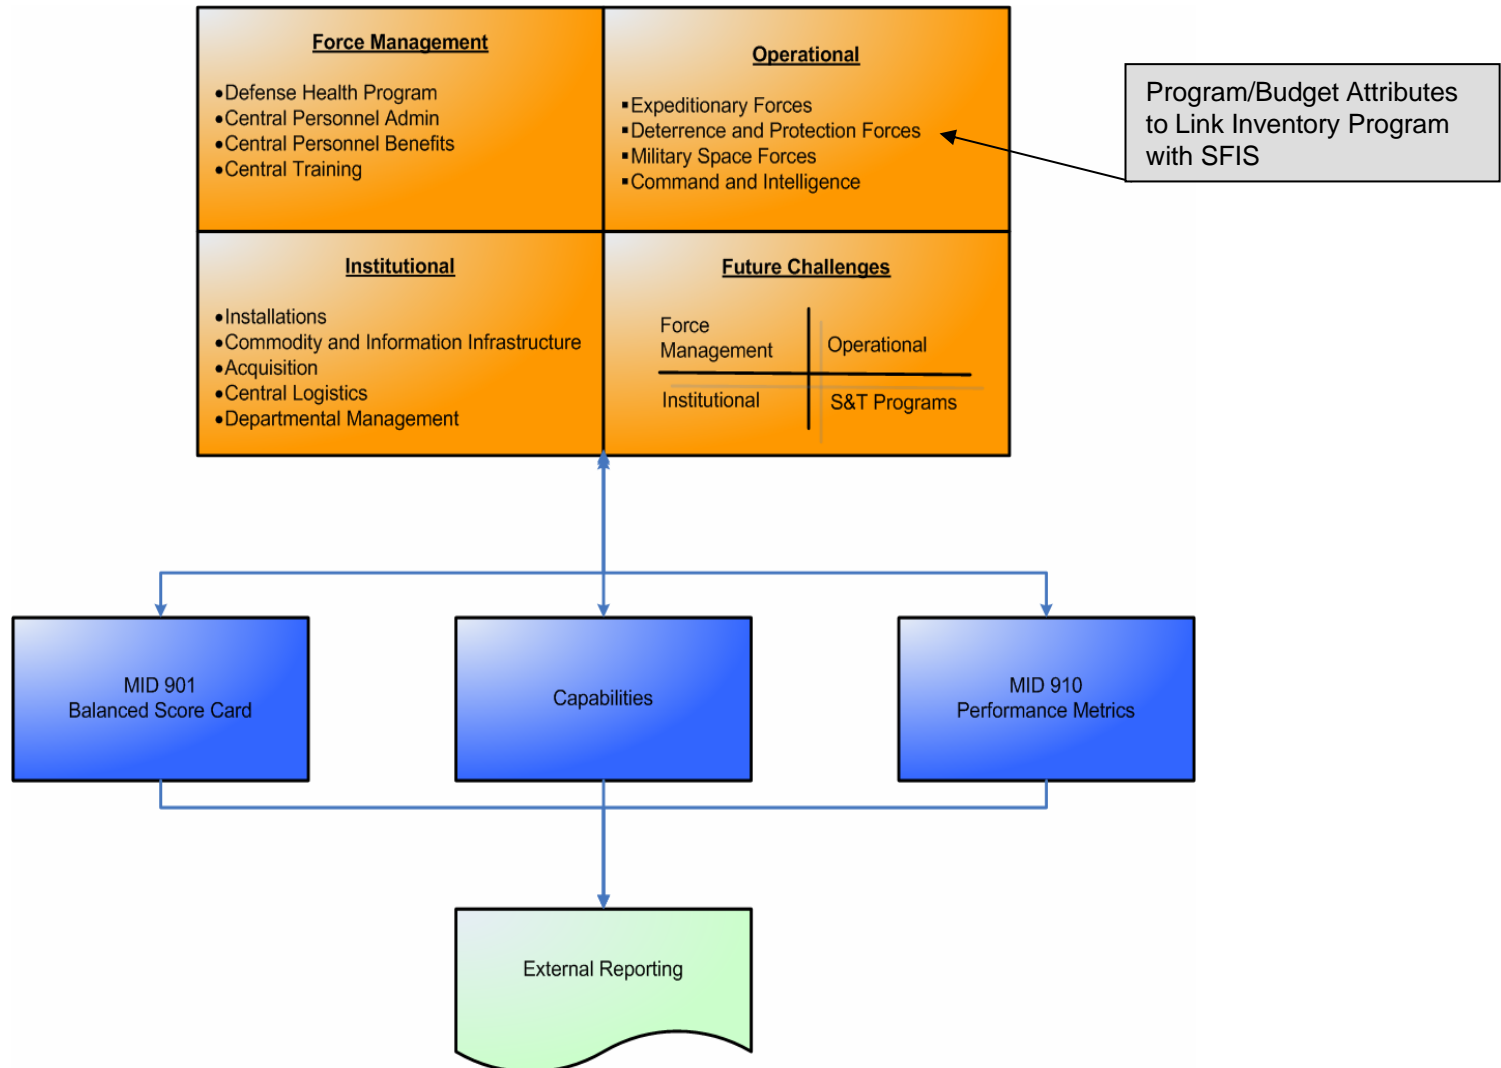 Force Management
•Defense Health Program
•Central Personnel Admin
•Central Personnel Benefits
•Central Training
Operational
▪Expeditionary Forces
▪Deterrence and Protection Forces
▪Military Space Forces
▪Command and Intelligence
Program/Budget Attributes
to Link Inventory Program
with SFIS
Institutional
•Installations
•Commodity and Information Infrastructure
•Acquisition
•Central Logistics
•Departmental Management
Future Challenges
Force
Management
Operational
Institutional
S&T Programs
MID 901
Balanced Score Card
Capabilities
MID 910
Performance Metrics
External Reporting